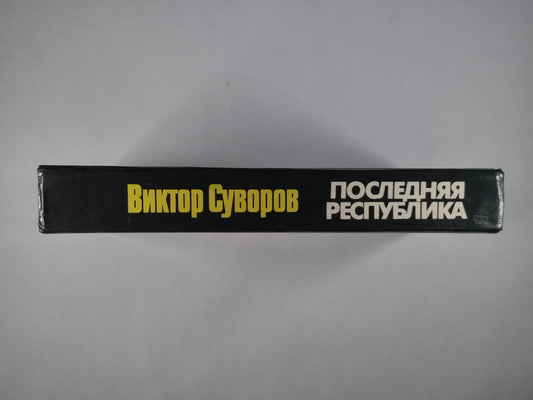 Виктор Суворов
ПОСЛЕДНЯЯ
РЕСПУБЛИКА